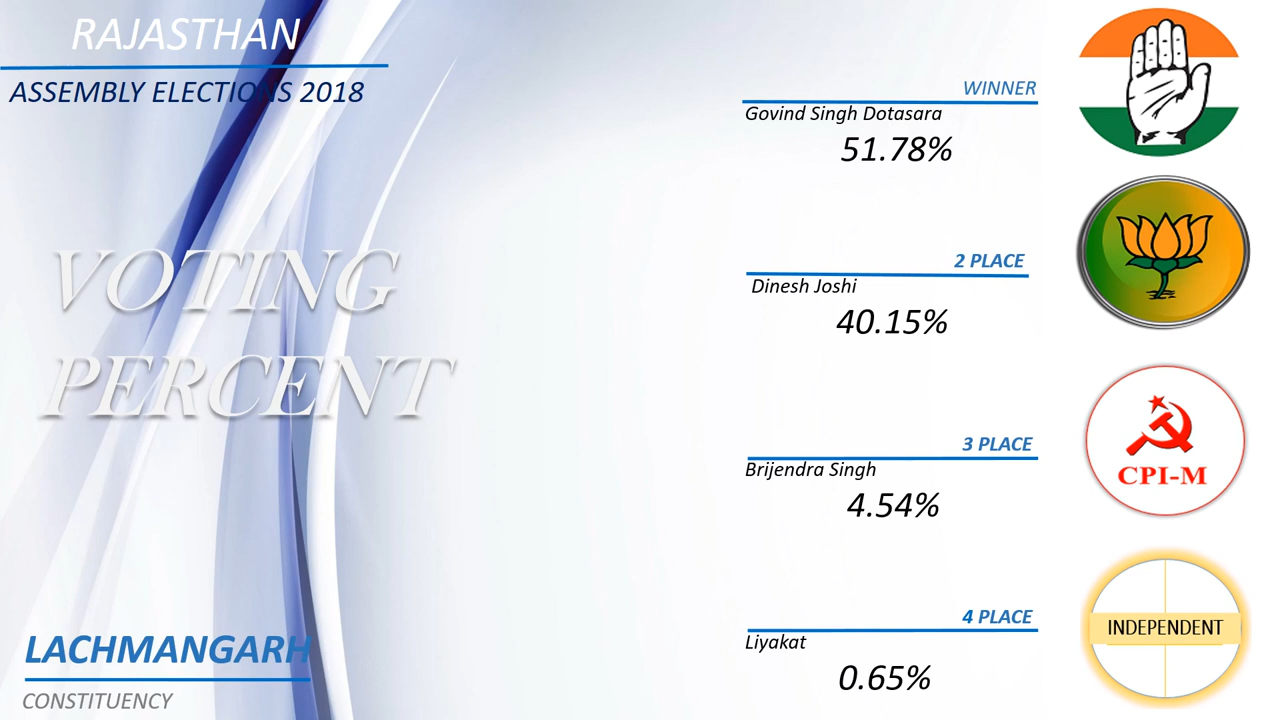 RAJASTHAN
ASSEMBLY ELECTIONS 2018
VOTING
PERCENT
LACHMANGARH
CONSTITUENCY
WINNER
Govind Singh Dotasara
51.78%
2 PLACE
Dinesh Joshi
40.15%
3 PLACE
Brijendra Singh
4.54%
CPI-M
4 PLACE
Liyakat
0.65%
INDEPENDENT